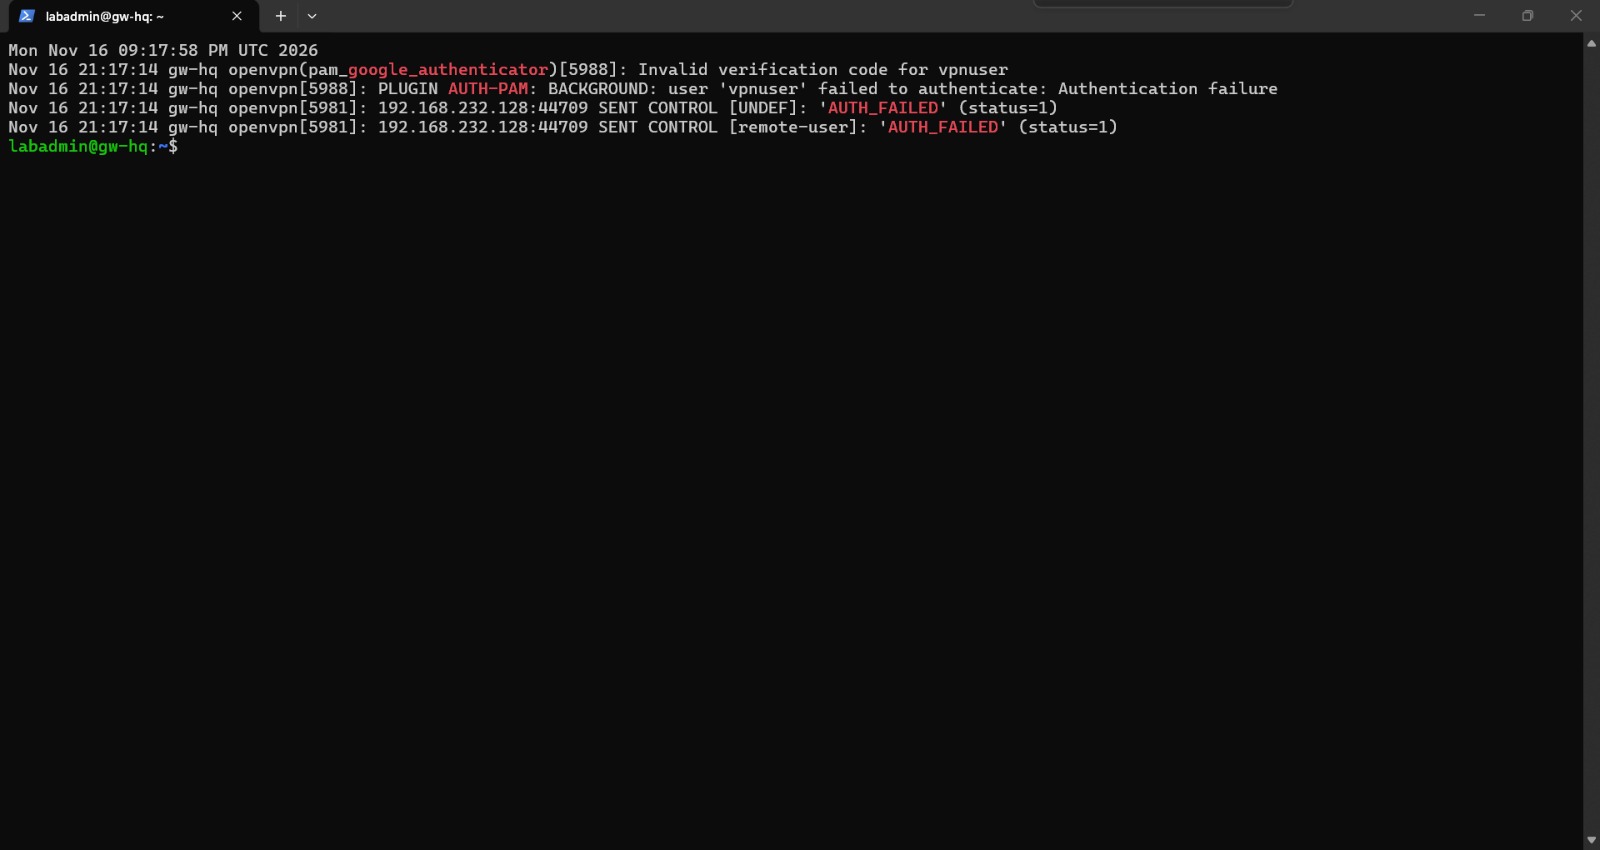 labadmin@gw-hq: ~
Mon Nov 16 09:17:58 PM UTC 2026
Nov 16 21:17:14 gw-hq openvpn(pam_google_authenticator)[5988]: Invalid verification code for vpnuser
Nov 16 21:17:14 gw-hq openvpn[5988]: PLUGIN AUTH-PAM: BACKGROUND: user 'vpnuser' failed to authenticate: Authentication failure
Nov 16 21:17:14 gw-hq openvpn[5981]: 192.168.232.128:44709 SENT CONTROL [UNDEF]: 'AUTH_FAILED' (status=1)
Nov 16 21:17:14 gw-hq openvpn[5981]: 192.168.232.128:44709 SENT CONTROL [remote-user]: 'AUTH_FAILED' (status=1)
labadmin@gw-hq:~$